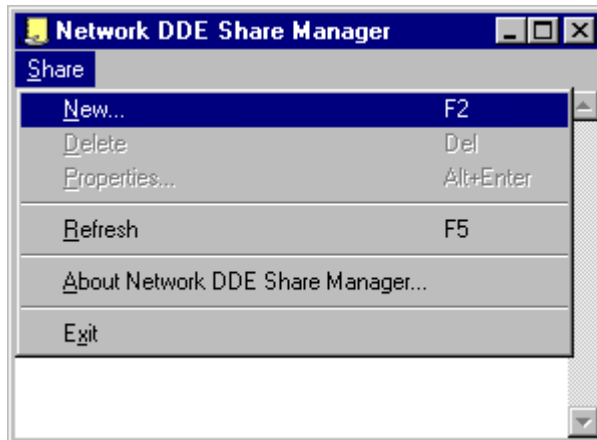 Network DDE Share Manager
Share
New... F2
Delete Del
Properties... Alt+Enter
Refresh F5
About Network DDE Share Manager...
Exit